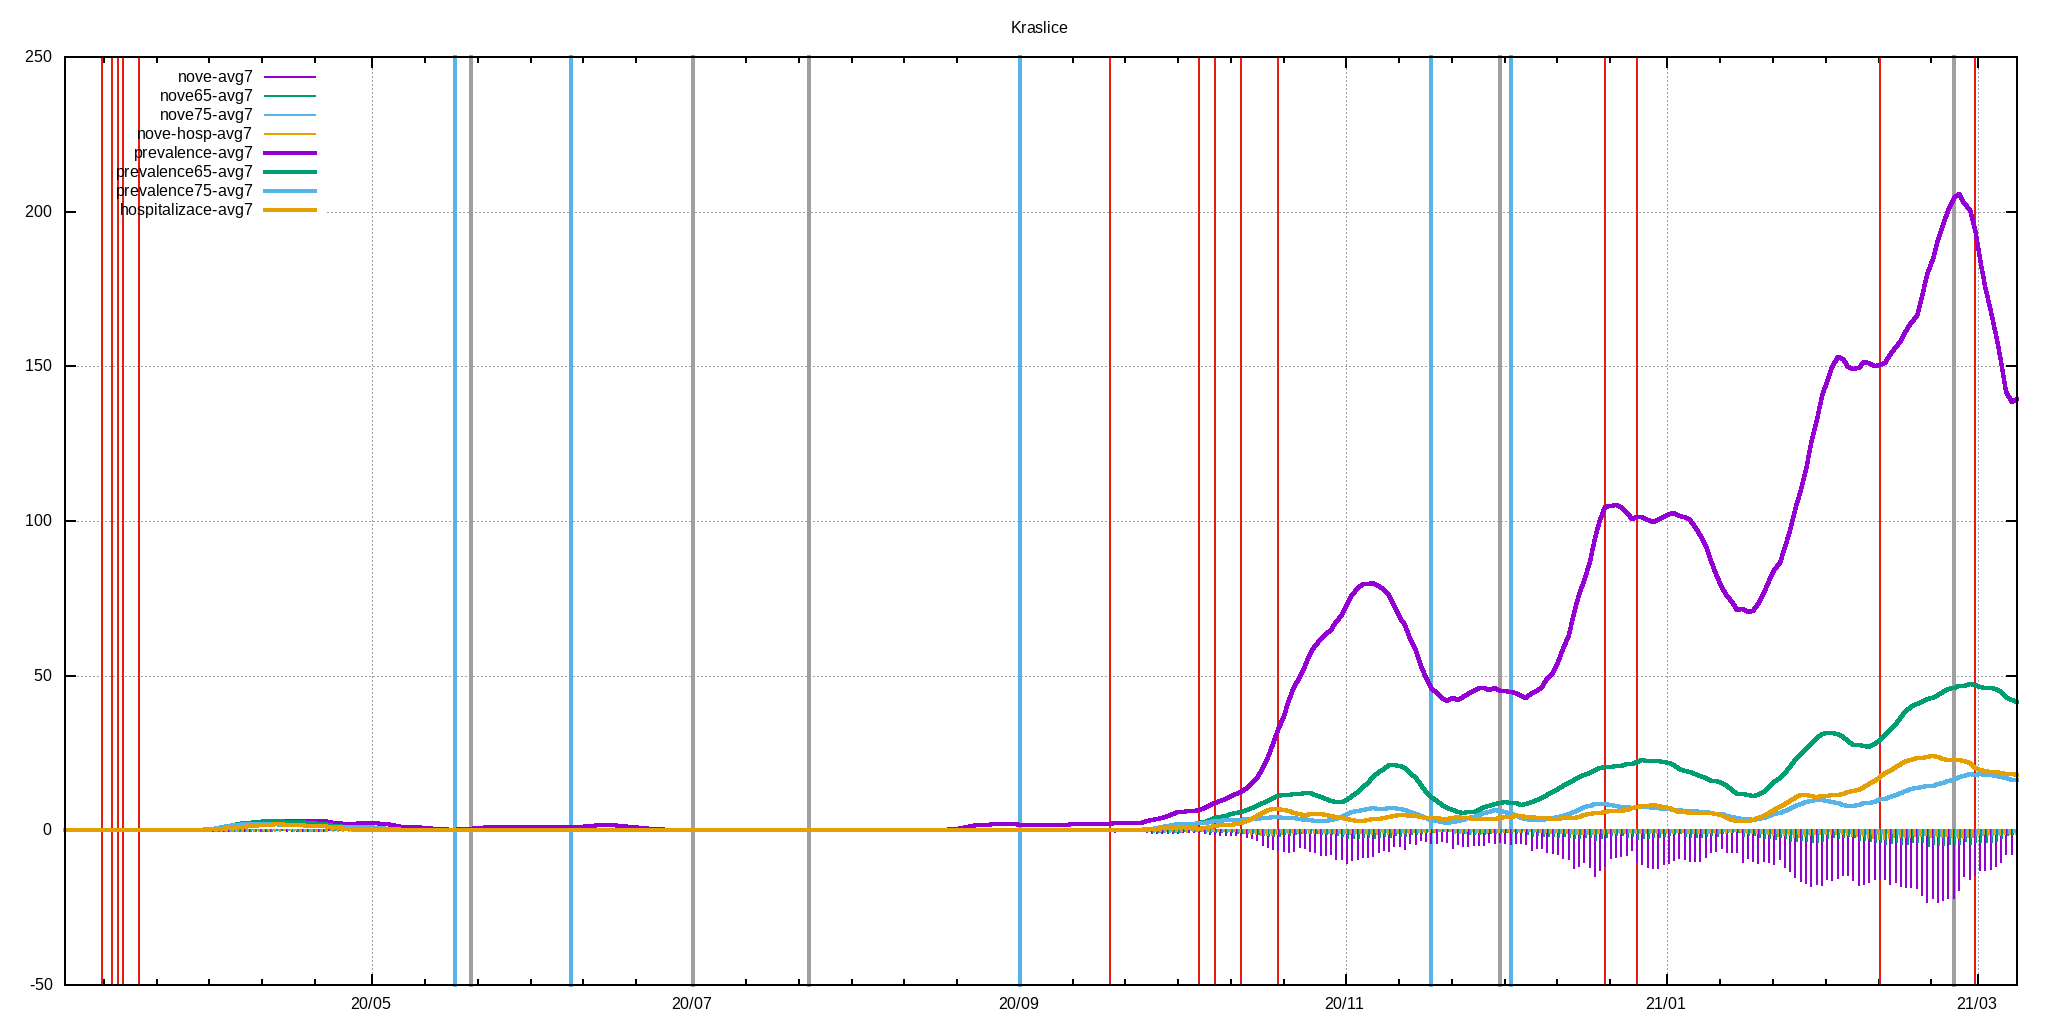 Kraslice
250
200
150
100
50
0
-50
nove-avg7
nove65-avg7
nove75-avg7
nove-hosp-avg7
prevalence-avg7
prevalence65-avg7
prevalence75-avg7
hospitalizace-avg7
20/05 20/07 20/09 20/11 21/01 21/03